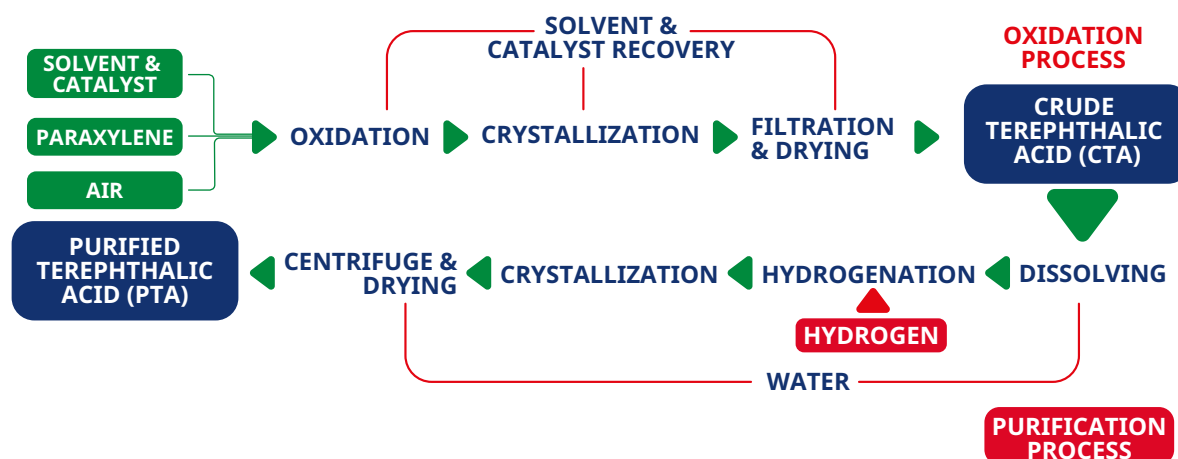 SOLVENT &
CATALYST RECOVERY
OXIDATION
PROCESS
SOLVENT &
CATALYST
PARAXYLENE
AIR
OXIDATION
CRYSTALLIZATION
FILTRATION
& DRYING
CRUDE
TEREPHTHALIC
ACID (CTA)
PURIFIED
TEREPHTHALIC
ACID (PTA)
CENTRIFUGE &
DRYING
CRYSTALLIZATION
HYDROGENATION
DISSOLVING
HYDROGEN
WATER
PURIFICATION
PROCESS